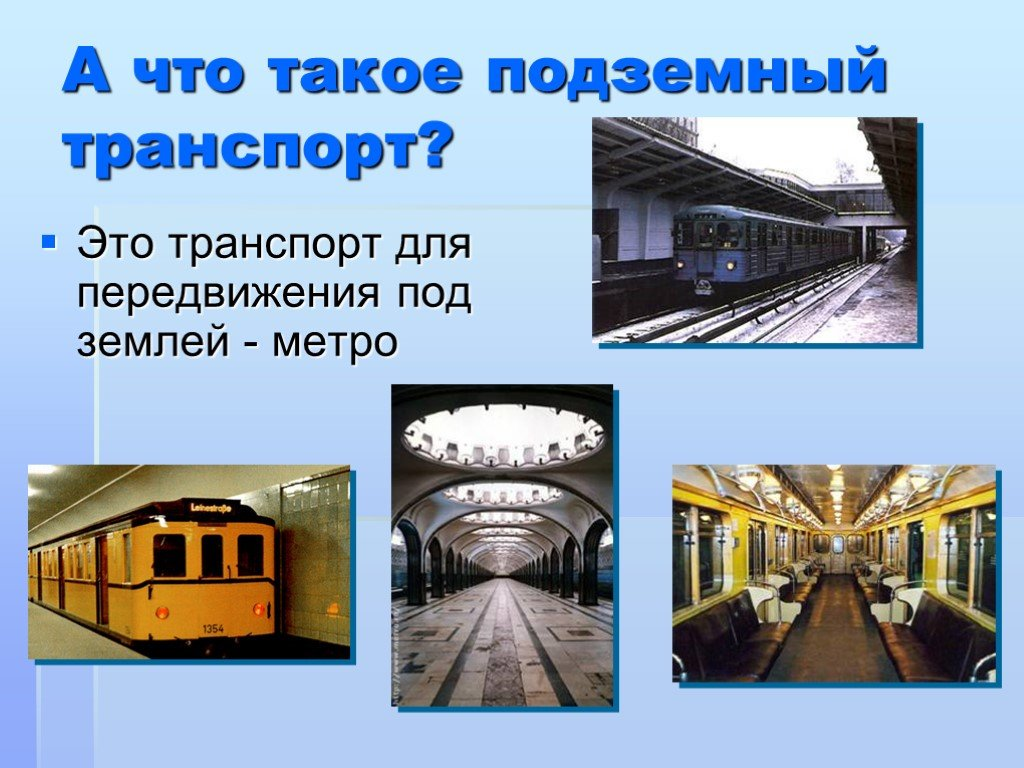 А что такое подземный
транспорт?
Это транспорт для
передвижения под
землей - метро
Leinestraße
1354